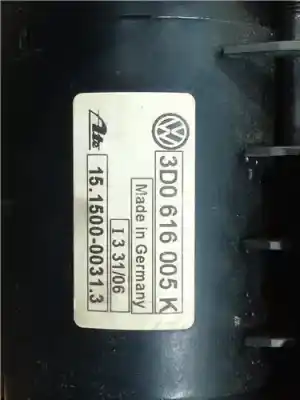 3D0 616 005 K
Made in Germany
I 3 31/06
Ate
15.1500-0031.3